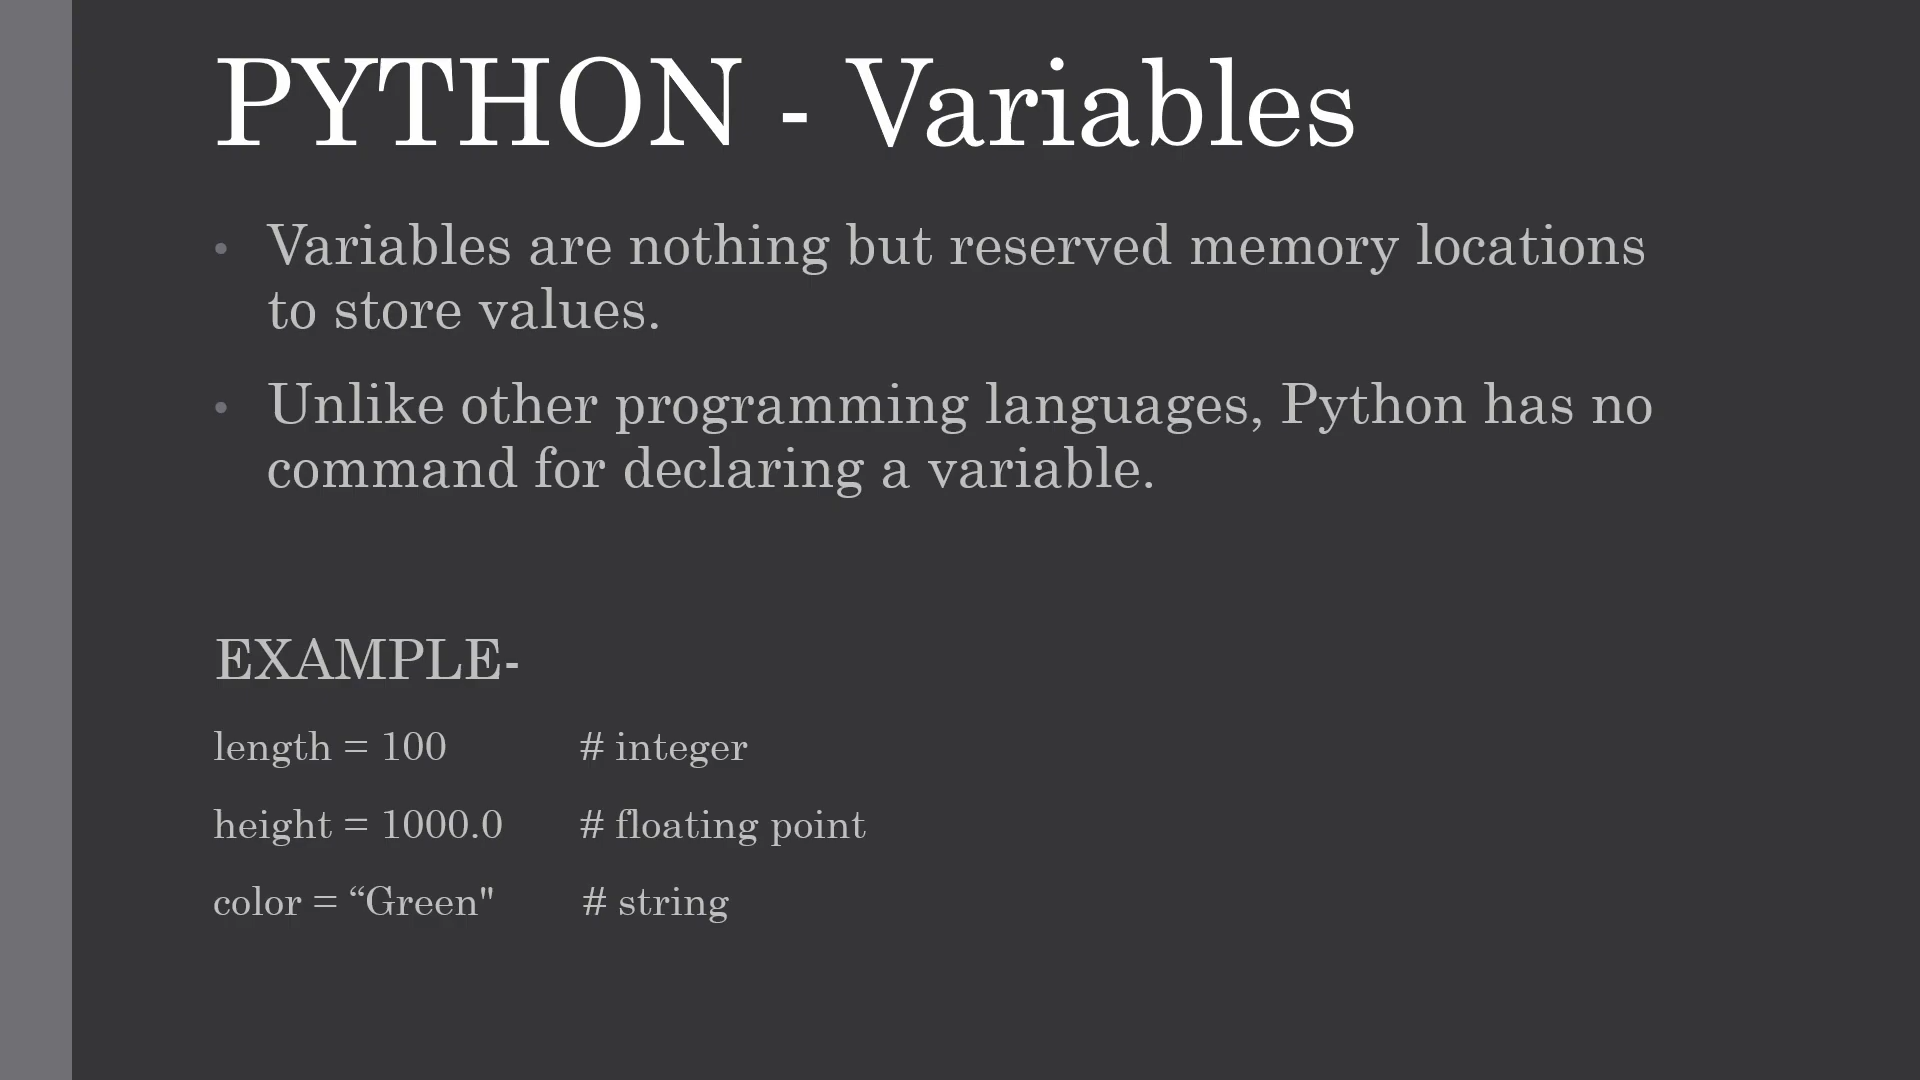 PYTHON - Variables
• Variables are nothing but reserved memory locations
to store values.
• Unlike other programming languages, Python has no
command for declaring a variable.
EXAMPLE-
length = 100 # integer
height = 1000.0 # floating point
color = “Green" # string